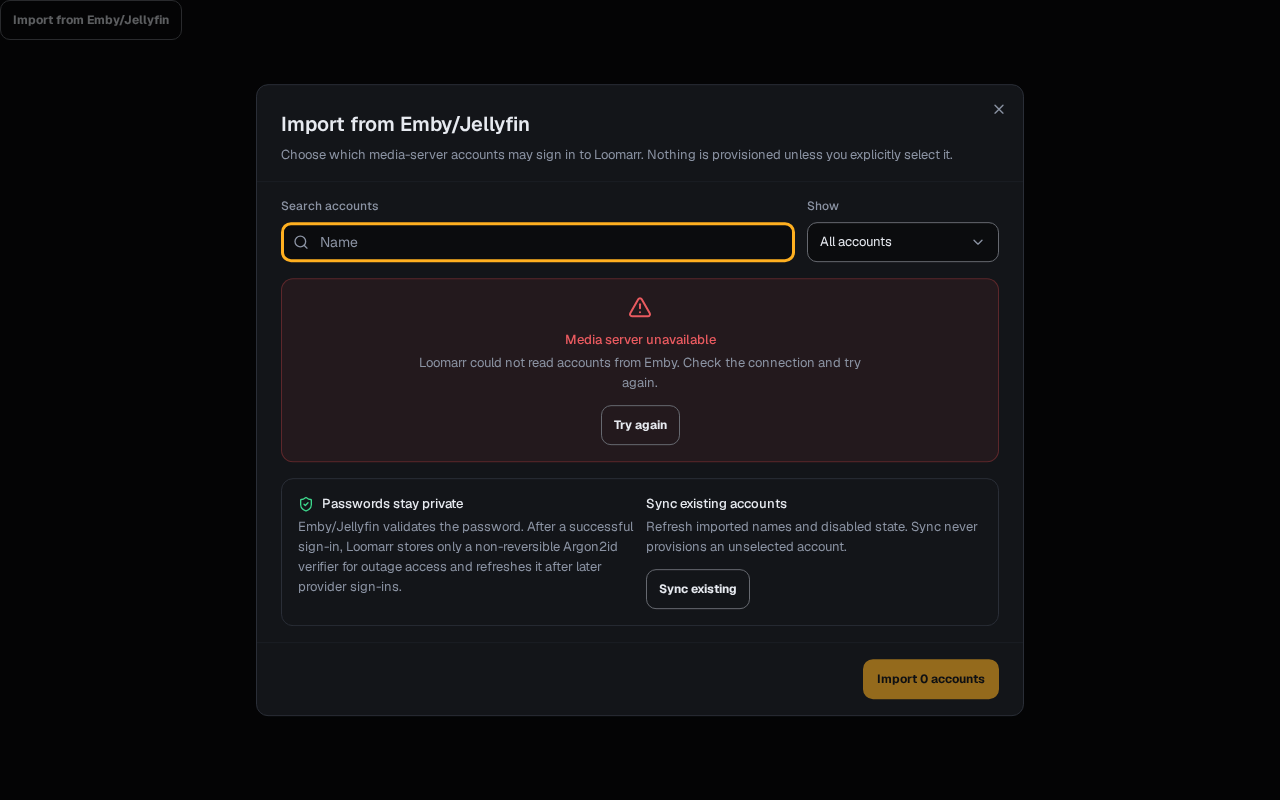 Import from Emby/Jellyfin
Import from Emby/Jellyfin
Choose which media-server accounts may sign in to Loomarr. Nothing is provisioned unless you explicitly select it.
Search accounts
Show
Name
All accounts
Media server unavailable
Loomarr could not read accounts from Emby. Check the connection and try
again.
Try again
Passwords stay private
Emby/Jellyfin validates the password. After a successful
sign-in, Loomarr stores only a non-reversible Argon2id
verifier for outage access and refreshes it after later
provider sign-ins.
Sync existing accounts
Refresh imported names and disabled state. Sync never
provisions an unselected account.
Sync existing
Import 0 accounts